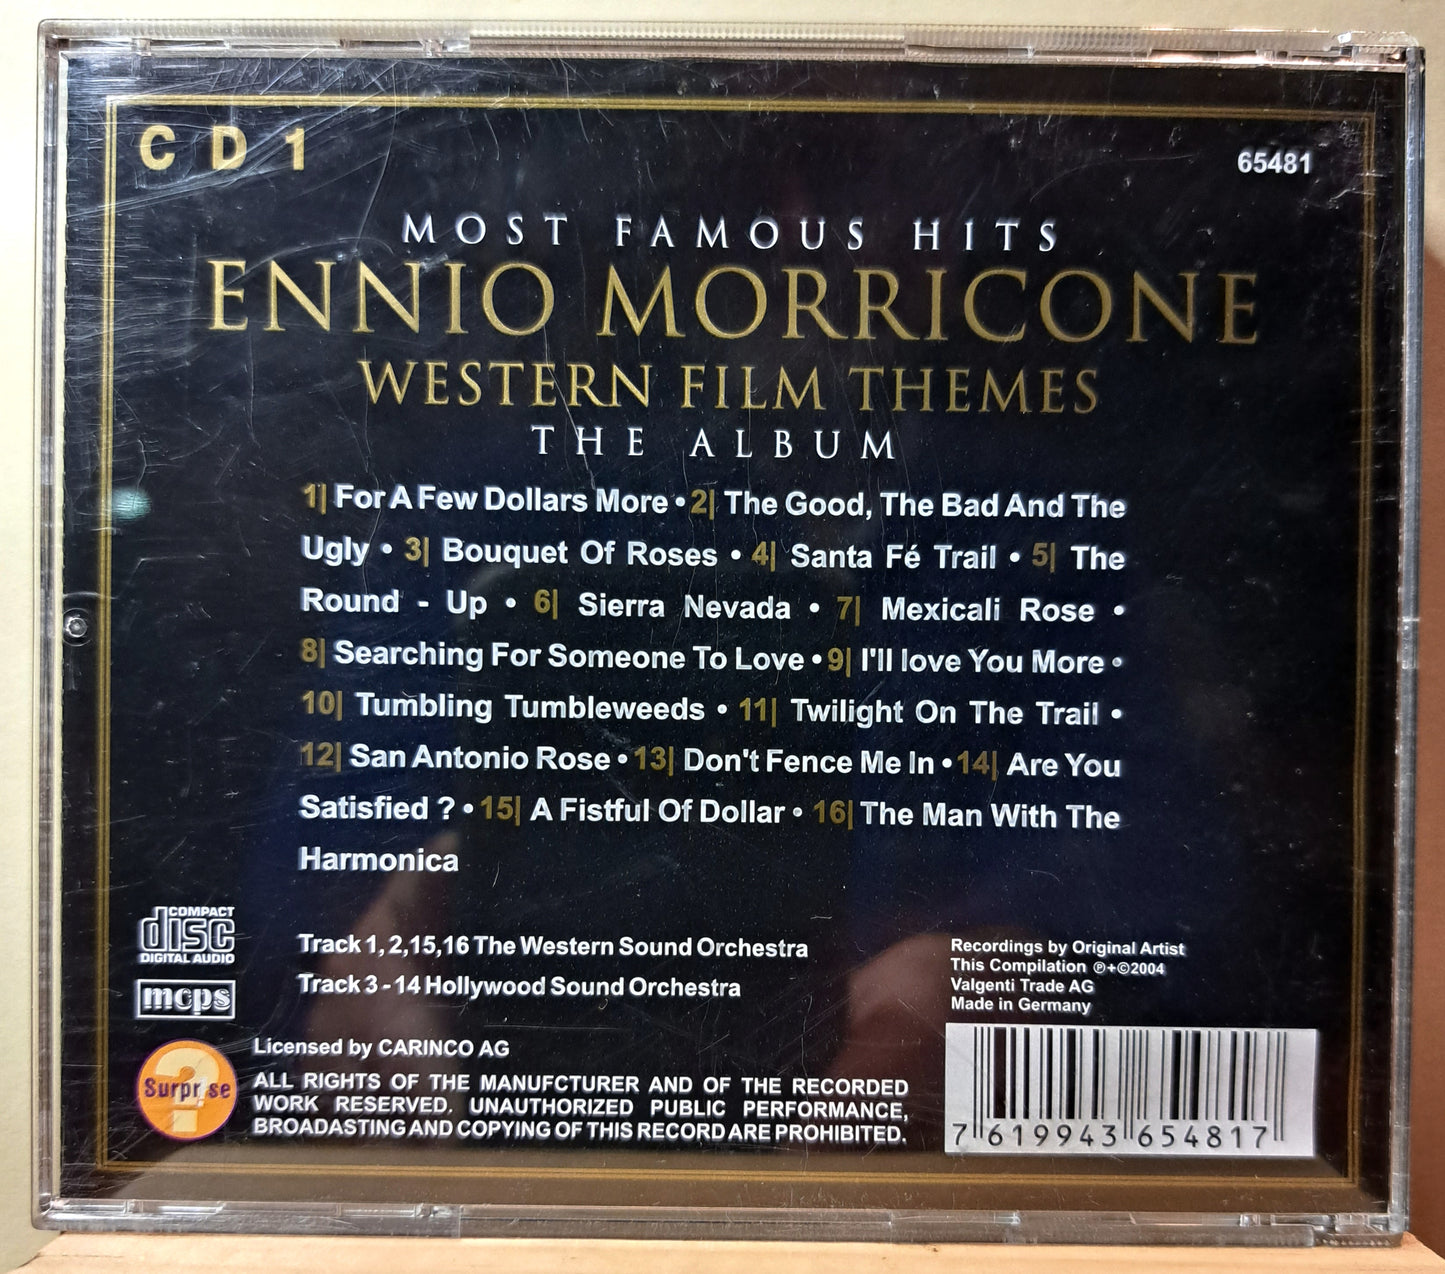 CD1
65481
MOST FAMOUS HITS
ENNIO MORRICONE
WESTERN FILM THEMES
THE ALBUM
1| For A Few Dollars More • 2| The Good, The Bad And The
Ugly • 3| Bouquet Of Roses • 4| Santa Fé Trail • 5| The
Round - Up • 6| Sierra Nevada • 7| Mexicali Rose •
8| Searching For Someone To Love • 9| I'll love You More •
10| Tumbling Tumbleweeds • 11| Twilight On The Trail •
12| San Antonio Rose • 13| Don't Fence Me In • 14| Are You
Satisfied ? • 15| A Fistful Of Dollar • 16| The Man With The
Harmonica
COMPACT
disc
DIGITAL AUDIO
mcps
Track 1, 2,15,16 The Western Sound Orchestra
Track 3 - 14 Hollywood Sound Orchestra
Recordings by Original Artist
This Compilation ℗+©2004
Valgenti Trade AG
Made in Germany
Surprise
?
Licensed by CARINCO AG
ALL RIGHTS OF THE MANUFCTURER AND OF THE RECORDED
WORK RESERVED. UNAUTHORIZED PUBLIC PERFORMANCE,
BROADASTING AND COPYING OF THIS RECORD ARE PROHIBITED.
7 619943 654817